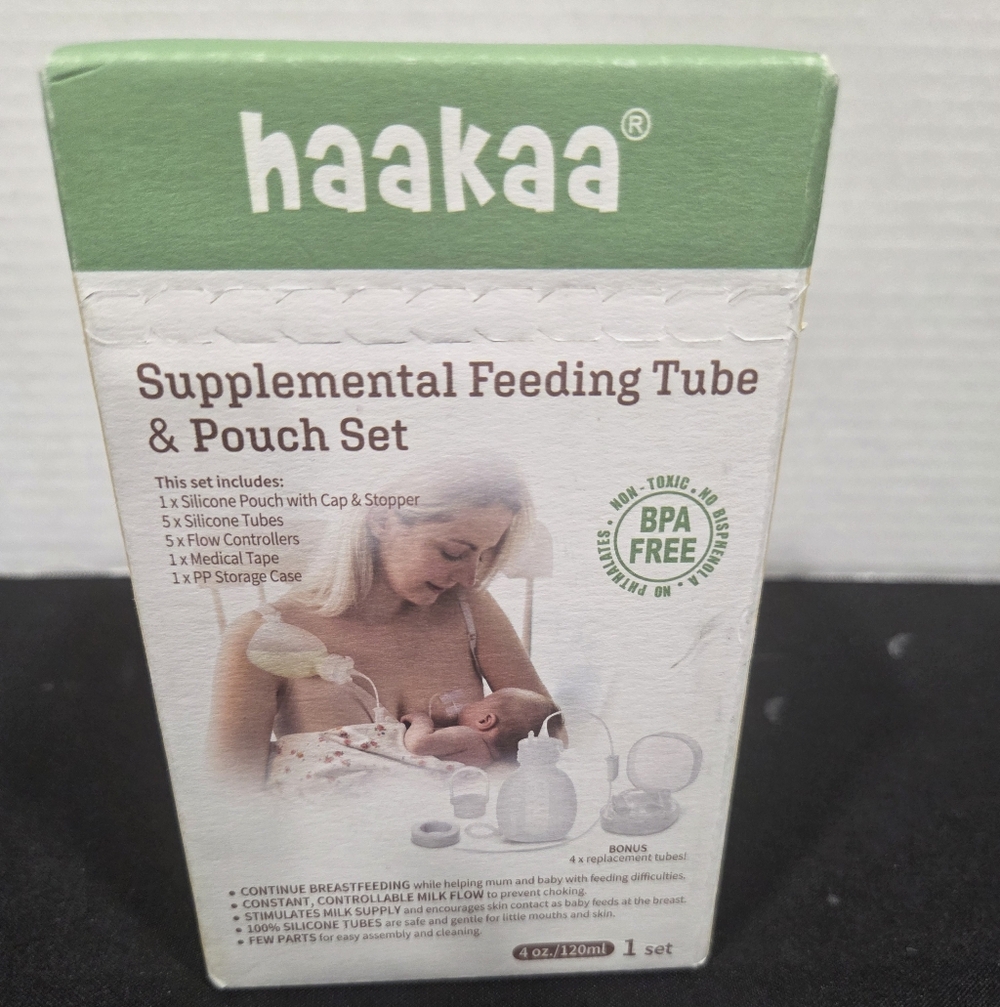 haakaa®
Supplemental Feeding Tube
& Pouch Set
This set includes:
1 x Silicone Pouch with Cap & Stopper
5 x Silicone Tubes
5 x Flow Controllers
1 x Medical Tape
1 x PP Storage Case
NON-TOXIC • NO BISPHENOL A • NO PHTHALATES •
BPA
FREE
BONUS
4 x replacement tubes!
• CONTINUE BREASTFEEDING while helping mum and baby with feeding difficulties.
• CONSTANT, CONTROLLABLE MILK FLOW to prevent choking.
• STIMULATES MILK SUPPLY and encourages skin contact as baby feeds at the breast.
• 100% SILICONE TUBES are safe and gentle for little mouths and skin.
• FEW PARTS for easy assembly and cleaning.
4 oz./120ml 1 set